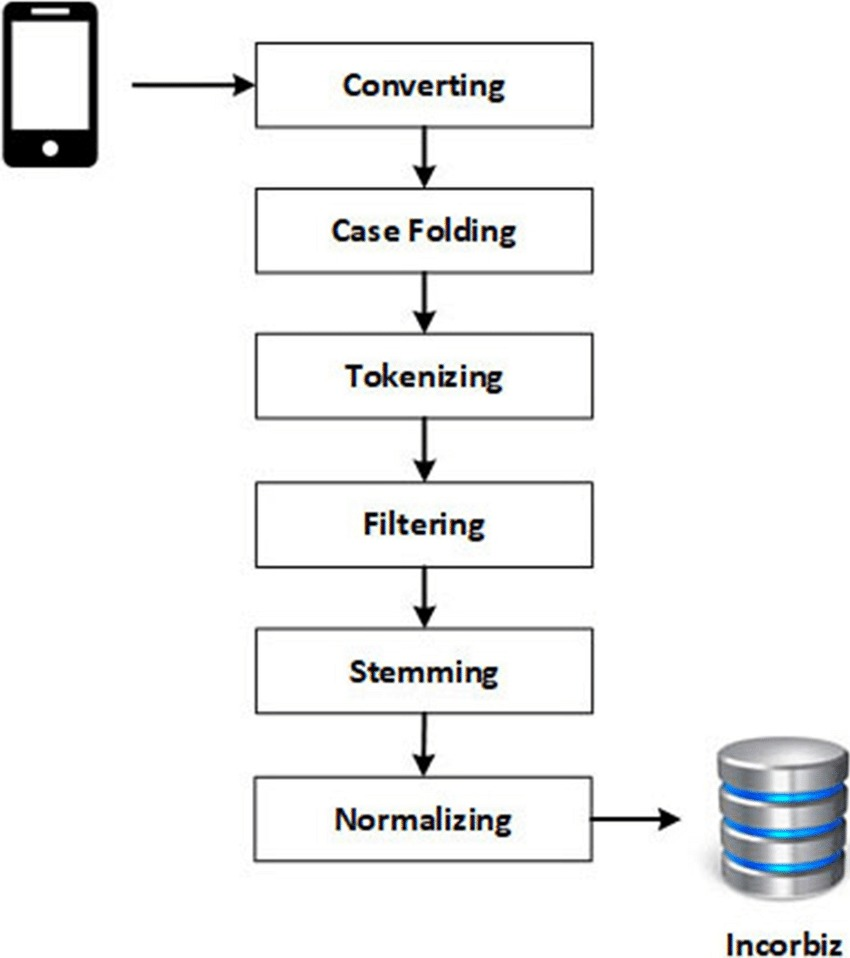 Converting
Case Folding
Tokenizing
Filtering
Stemming
Normalizing
Incorbiz